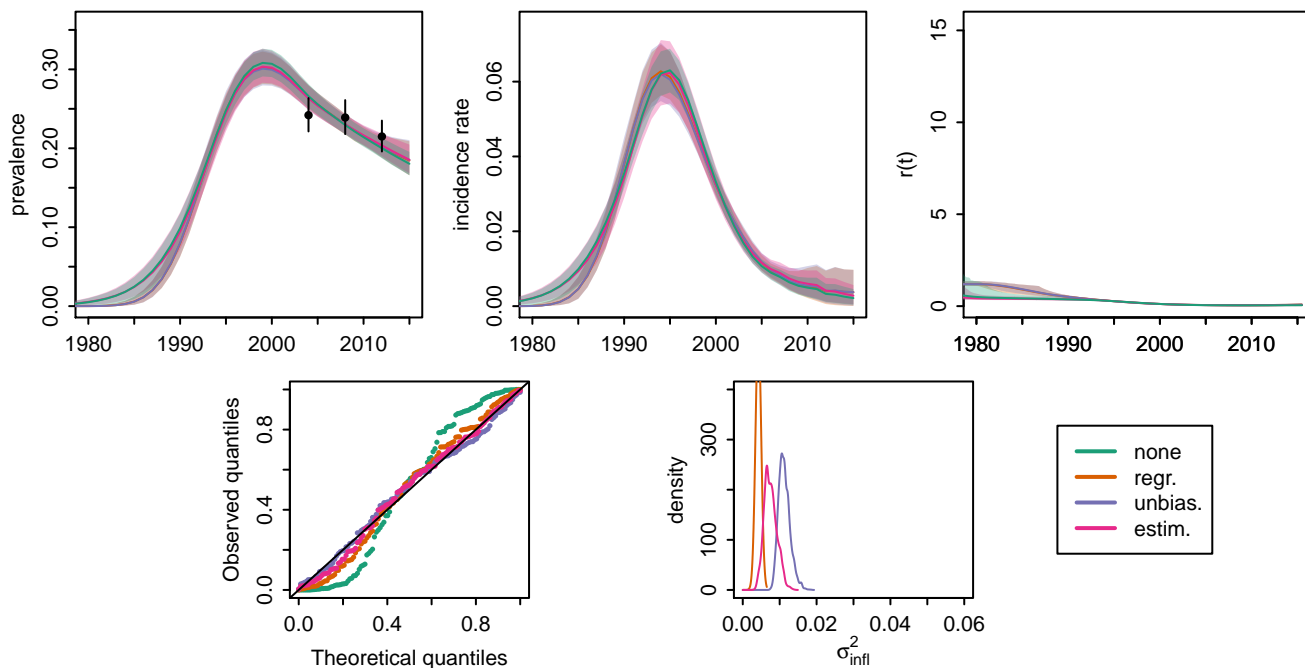 prevalence
0.00 0.10 0.20 0.30
1980 1990 2000 2010
incidence rate
0.00 0.02 0.04 0.06
1980 1990 2000 2010
r(t)
0 5 10 15
1980 1990 2000 2010
Observed quantiles
0.0 0.4 0.8
0.0 0.4 0.8
Theoretical quantiles
density
0 100 300
0.00 0.02 0.04 0.06
σ²infl
none
regr.
unbias.
estim.